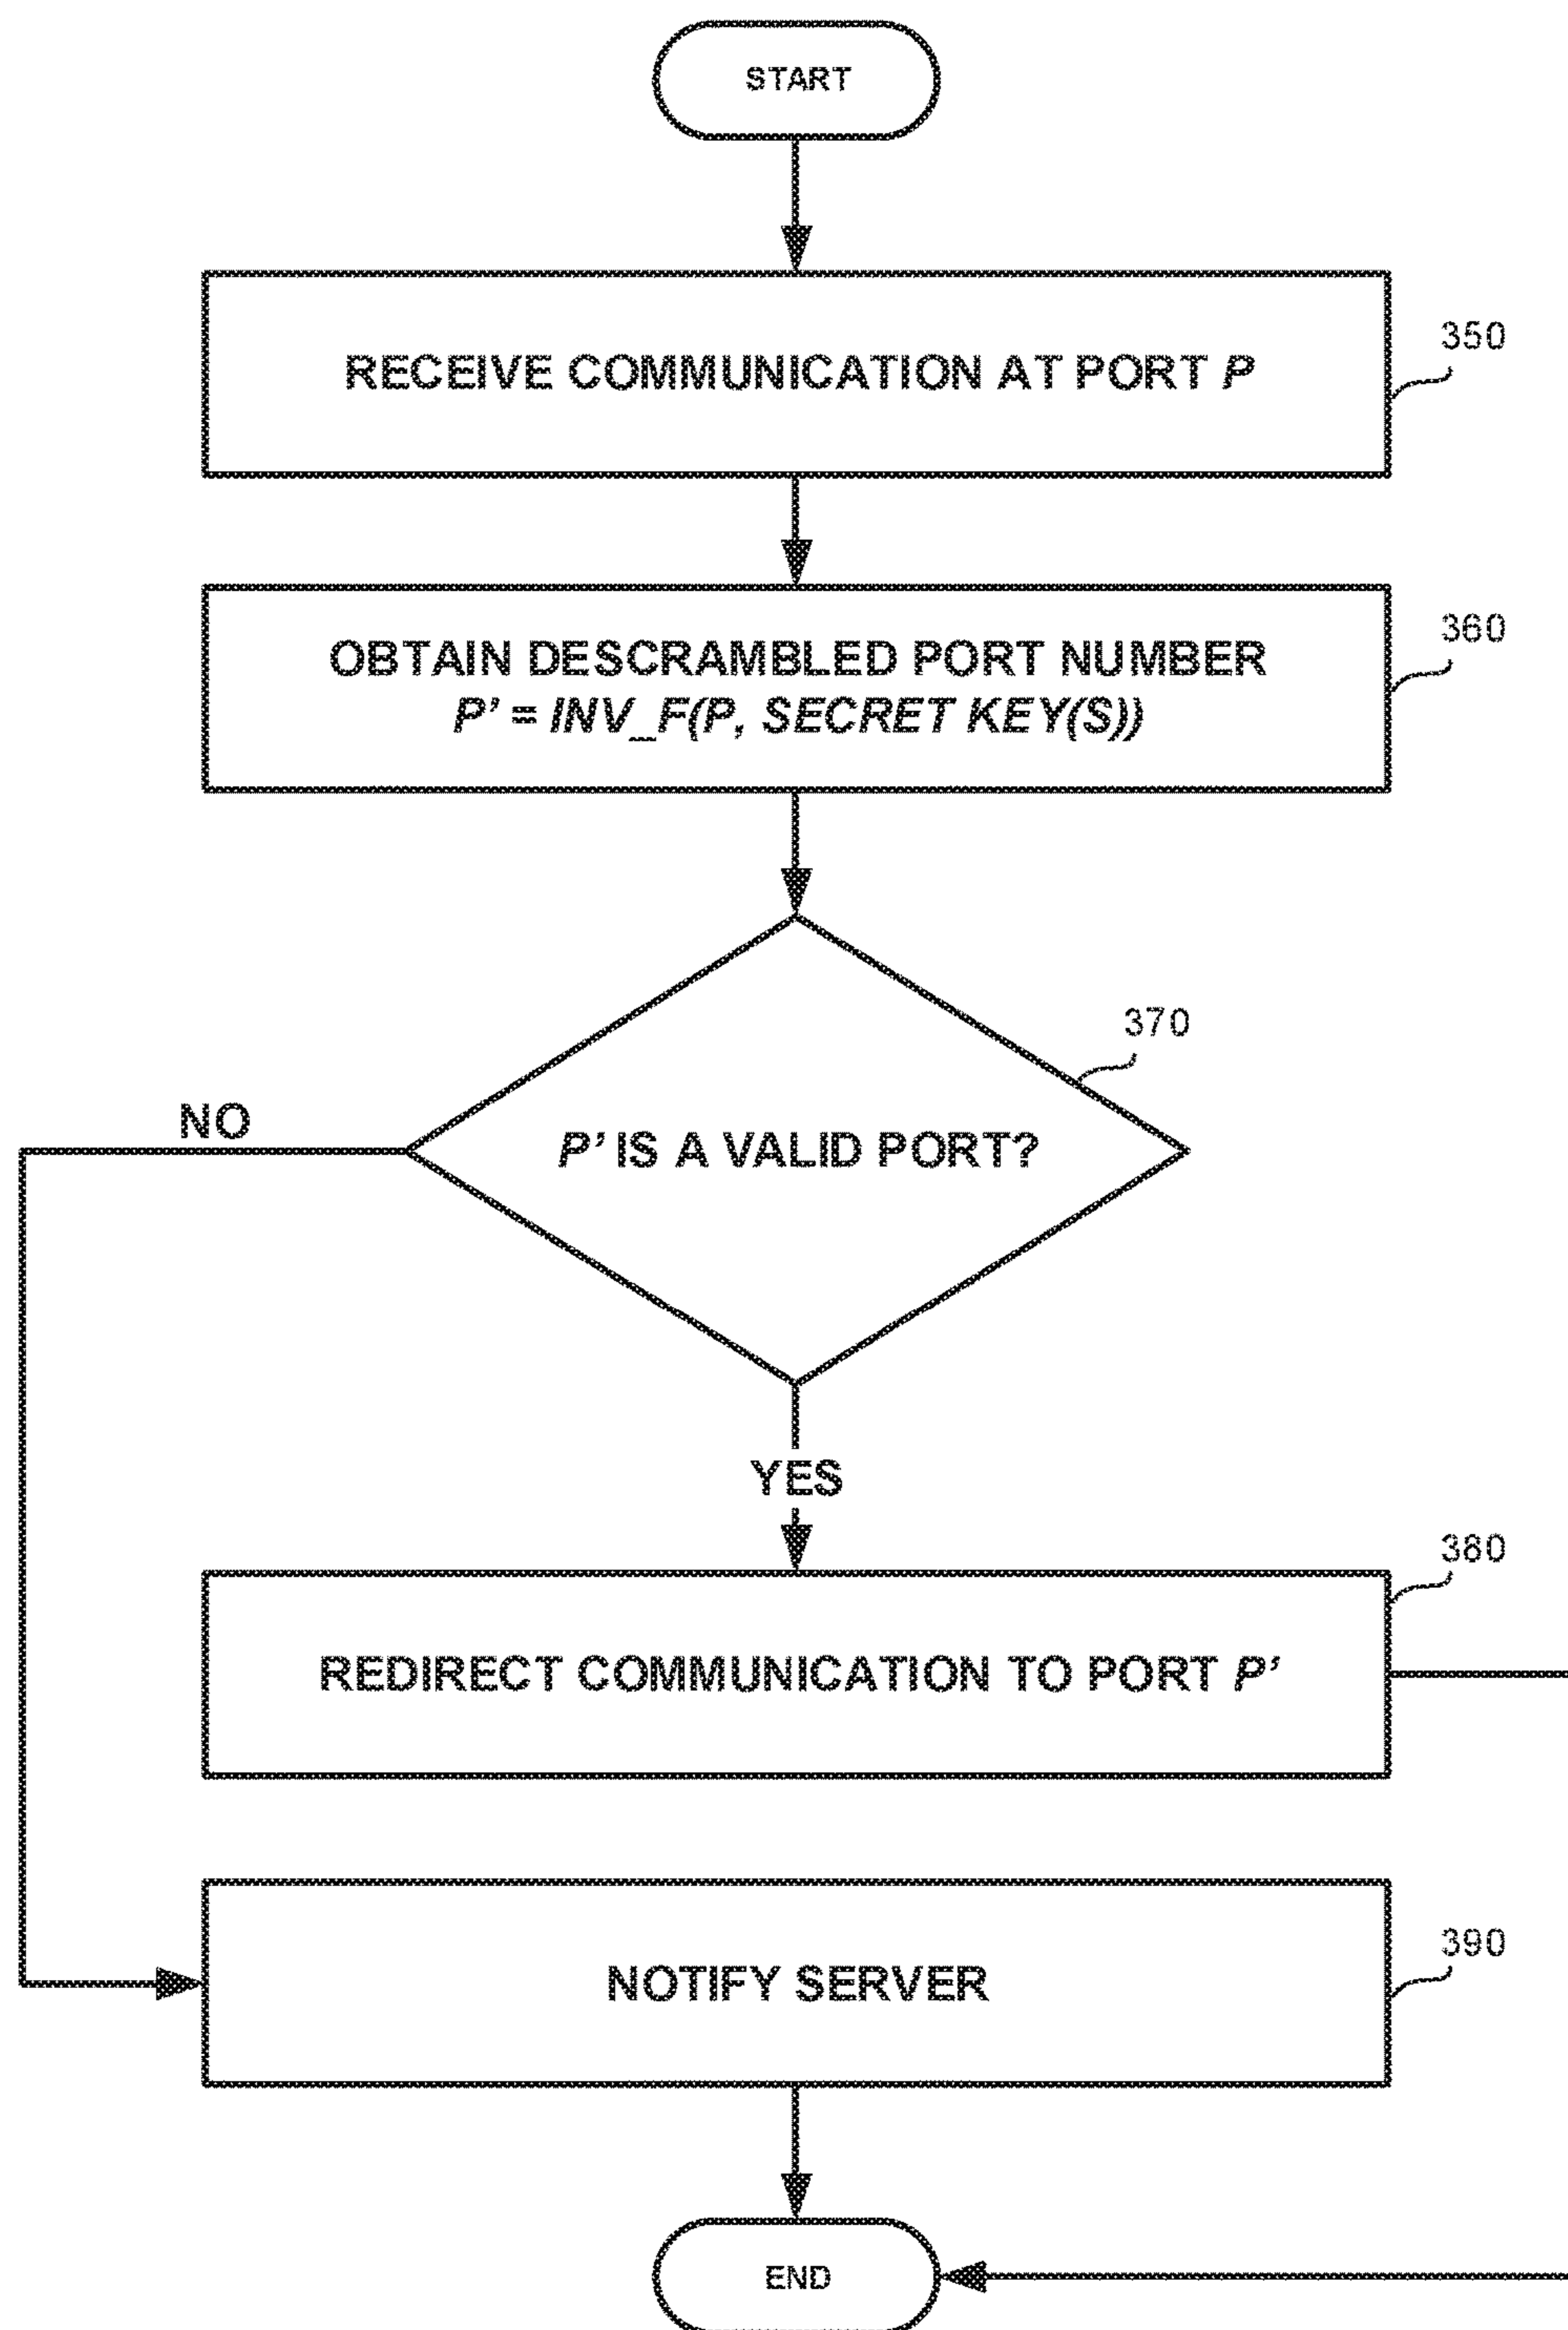 START
RECEIVE COMMUNICATION AT PORT P
350
OBTAIN DESCRAMBLED PORT NUMBER
P' = INV_F(P, SECRET KEY(S))
360
370
NO
P' IS A VALID PORT?
YES
380
REDIRECT COMMUNICATION TO PORT P'
390
NOTIFY SERVER
END